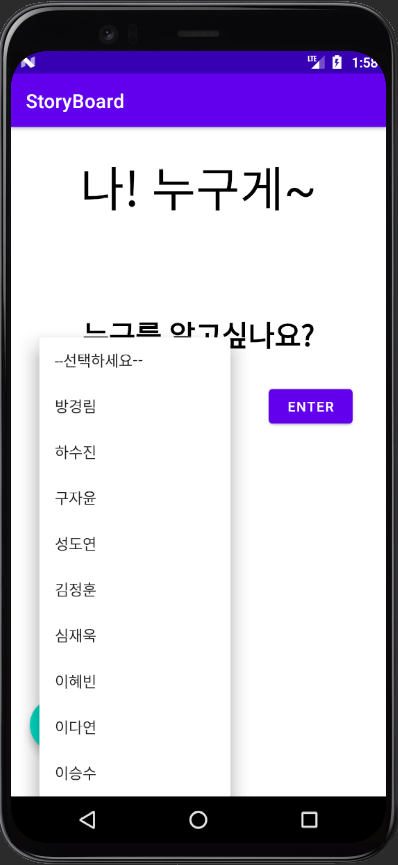 LTE 1:58
StoryBoard
나! 누구게~
누구를 알고싶나요?
--선택하세요--
방경림
ENTER
하수진
구자윤
성도연
김정훈
심재욱
이혜빈
이다연
이승수